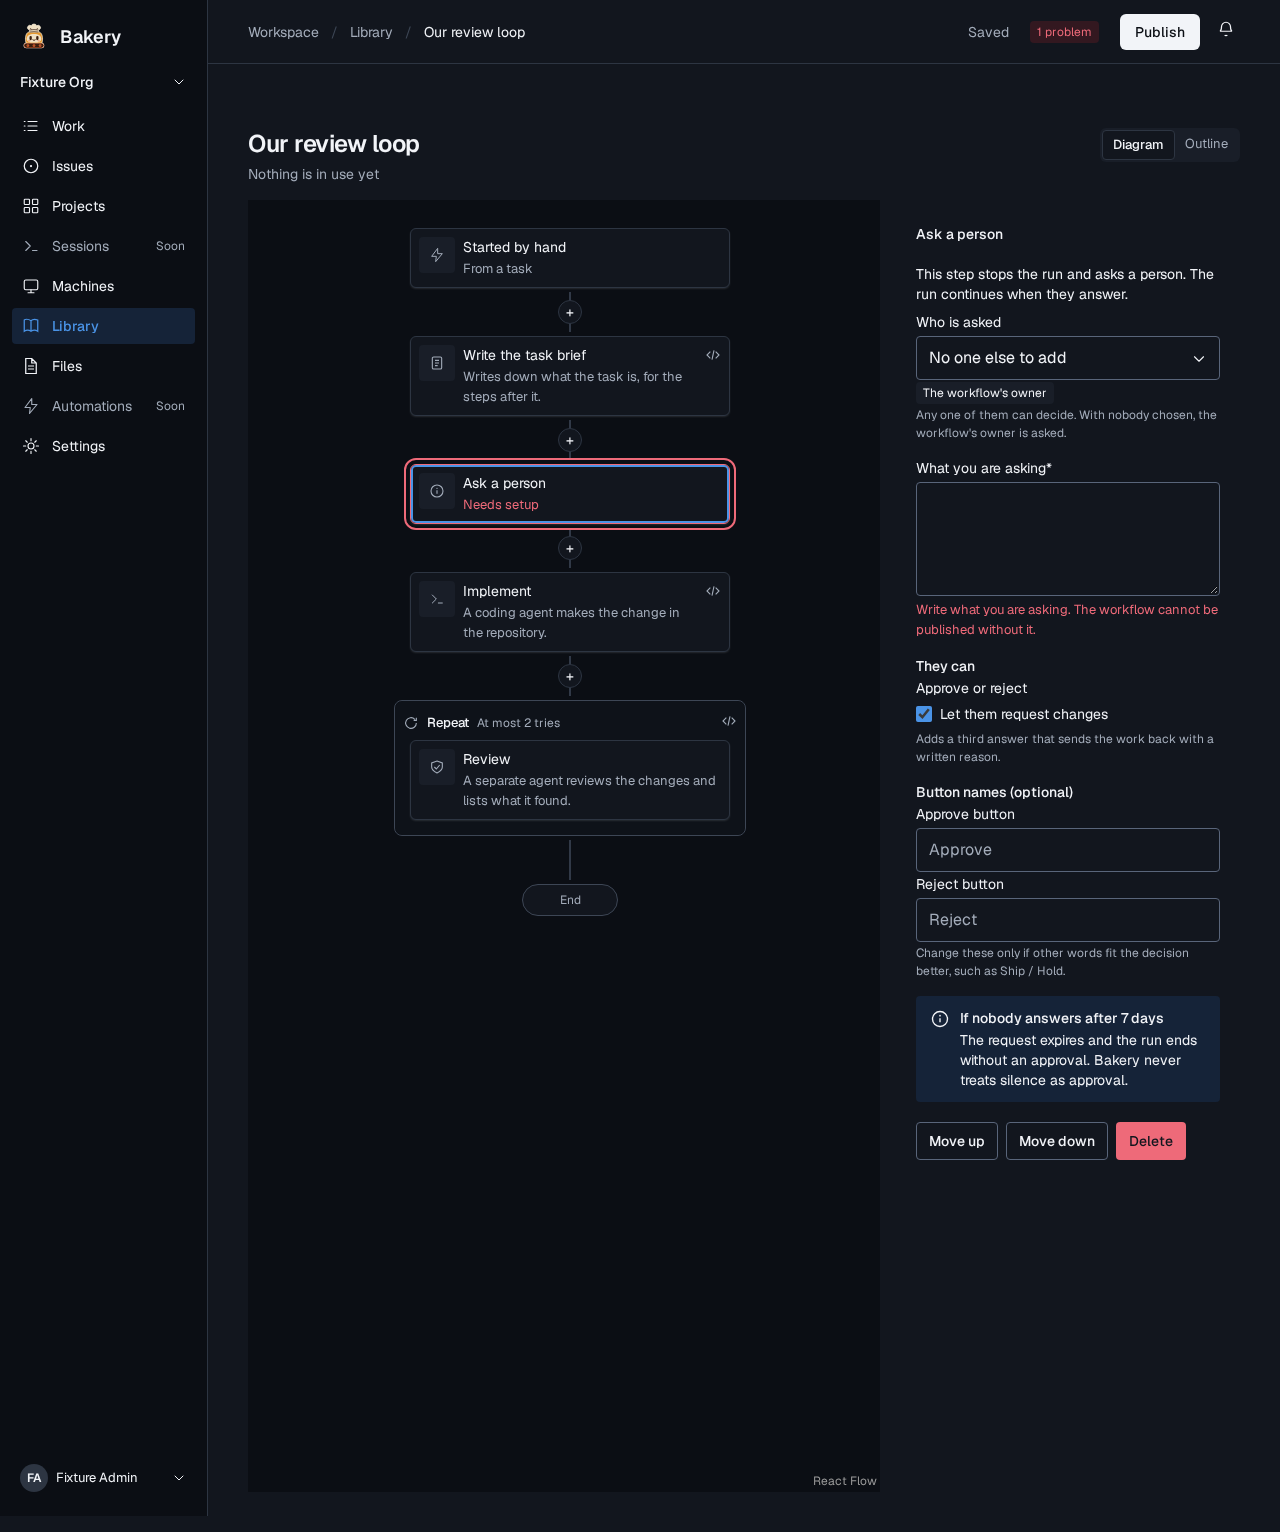 Bakery
Fixture Org
Work
Issues
Projects
Sessions Soon
Machines
Library
Files
Automations Soon
Settings
FA Fixture Admin
Workspace / Library / Our review loop
Saved
1 problem
Publish
Our review loop
Nothing is in use yet
Diagram Outline
Started by hand
From a task
+
Write the task brief
Writes down what the task is, for the
steps after it.
+
Ask a person
Needs setup
+
Implement
A coding agent makes the change in
the repository.
+
Repeat At most 2 tries
Review
A separate agent reviews the changes and
lists what it found.
End
React Flow
Ask a person
This step stops the run and asks a person. The
run continues when they answer.
Who is asked
No one else to add
The workflow's owner
Any one of them can decide. With nobody chosen, the
workflow's owner is asked.
What you are asking*
Write what you are asking. The workflow cannot be
published without it.
They can
Approve or reject
Let them request changes
Adds a third answer that sends the work back with a
written reason.
Button names (optional)
Approve button
Approve
Reject button
Reject
Change these only if other words fit the decision
better, such as Ship / Hold.
If nobody answers after 7 days
The request expires and the run ends
without an approval. Bakery never
treats silence as approval.
Move up
Move down
Delete